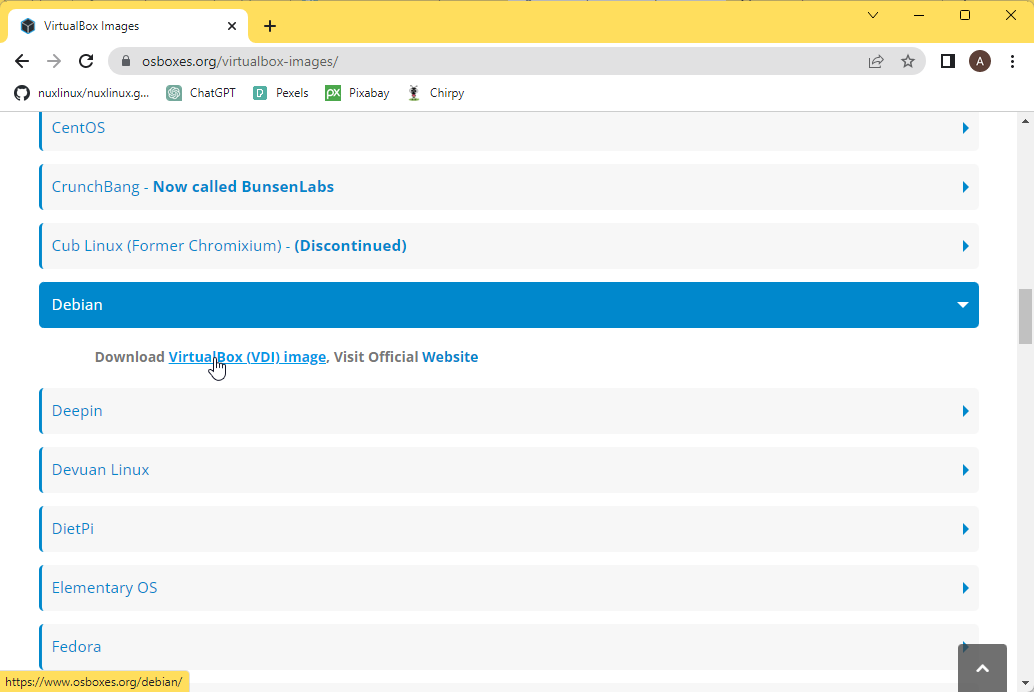 VirtualBox Images
osboxes.org/virtualbox-images/
A
nuxlinux/nuxlinux.g... ChatGPT Pexels px Pixabay Chirpy
CentOS
CrunchBang - Now called BunsenLabs
Cub Linux (Former Chromixium) - (Discontinued)
Debian
Download VirtualBox (VDI) image, Visit Official Website
Deepin
Devuan Linux
DietPi
Elementary OS
Fedora
https://www.osboxes.org/debian/